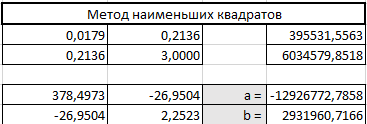 Метод наименьших квадратов
0,0179 0,2136 395531,5563
0,2136 3,0000 6034579,8518
378,4973 -26,9504 a = -12926772,7858
-26,9504 2,2523 b = 2931960,7166